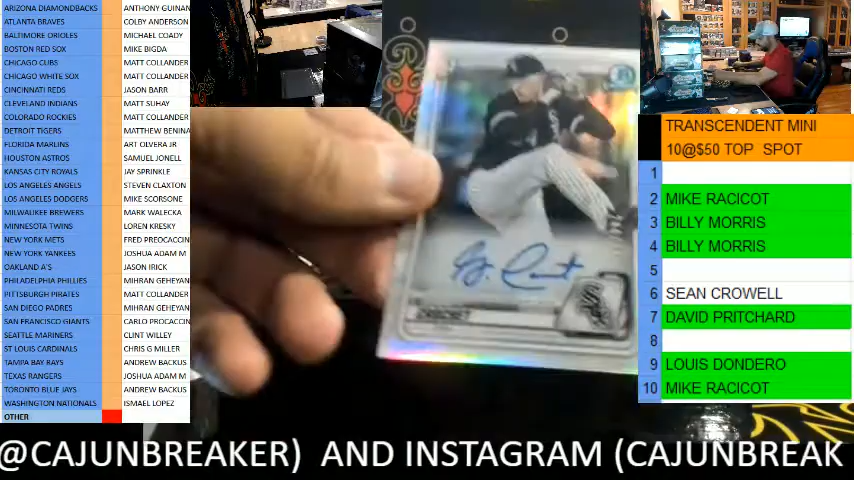 ARIZONA DIAMONDBACKS ANTHONY GUINAN
ATLANTA BRAVES COLBY ANDERSON
BALTIMORE ORIOLES MICHAEL COADY
BOSTON RED SOX MIKE BIGDA
CHICAGO CUBS MATT COLLANDER
CHICAGO WHITE SOX MATT COLLANDER
CINCINNATI REDS JASON BARR
CLEVELAND INDIANS MATT SUHAY
COLORADO ROCKIES MATT COLLANDER
DETROIT TIGERS MATTHEW BENINA
FLORIDA MARLINS ART OLVERA JR
HOUSTON ASTROS SAMUEL JONELL
KANSAS CITY ROYALS JAY SPRINKLE
LOS ANGELES ANGELS STEVEN CLAXTON
LOS ANGELES DODGERS MIKE SCORSONE
MILWAUKEE BREWERS MARK WALECKA
MINNESOTA TWINS LOREN KRESKY
NEW YORK METS FRED PREOCACCIN
NEW YORK YANKEES JOSHUA ADAM M
OAKLAND A'S JASON IRICK
PHILADELPHIA PHILLIES MIHRAN GEHEYAN
PITTSBURGH PIRATES MATT COLLANDER
SAN DIEGO PADRES MIHRAN GEHEYAN
SAN FRANCISCO GIANTS CARLO PROCACCIN
SEATTLE MARINERS CLINT WILLEY
ST LOUIS CARDINALS CHRIS G MILLER
TAMPA BAY RAYS ANDREW BACKUS
TEXAS RANGERS JOSHUA ADAM M
TORONTO BLUE JAYS ANDREW BACKUS
WASHINGTON NATIONALS ISMAEL LOPEZ
OTHER
CROCHET
TRANSCENDENT MINI
10@$50 TOP SPOT
1
2 MIKE RACICOT
3 BILLY MORRIS
4 BILLY MORRIS
5
6 SEAN CROWELL
7 DAVID PRITCHARD
8
9 LOUIS DONDERO
10 MIKE RACICOT
@CAJUNBREAKER) AND INSTAGRAM (CAJUNBREAK